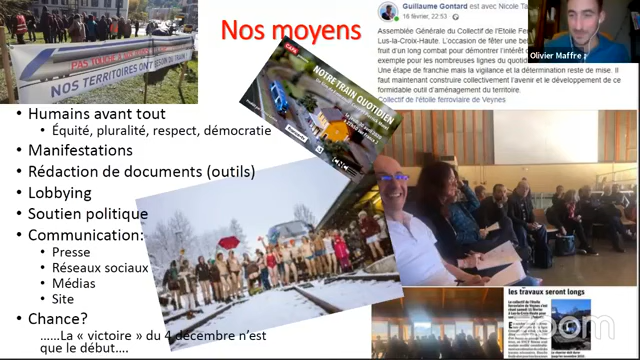 Nos moyens
NOS TERRITOIRES ONT BESOIN DU TRAIN
• Humains avant tout
• Équité, pluralité, respect, démocratie
• Manifestations
• Rédaction de documents (outils)
• Lobbying
• Soutien politique
• Communication:
• Presse
• Réseaux sociaux
• Médias
• Site
• Chance?
……La « victoire » du 4 décembre n’est
que le début….
NOTRE TRAIN QUOTIDIEN
Guillaume Gontard est avec Nicole Ta
16 février, 22:53
Assemblée Générale du Collectif de l'Etoile Ferr
Lus-la-Croix-Haute. L'occasion de fêter une bel
fruit d'un long combat pour démontrer l'intérêt
exemple pour les nombreuses lignes du quotid
Une étape de franchie mais la vigilance et la détermination reste de mise. Il
faut maintenant construire collectivement l'avenir et le développement de ce
formidable outil d'aménagement du territoire.
Collectif de l'étoile ferroviaire de Veynes
Olivier Maffre
les travaux seront longs
zoom